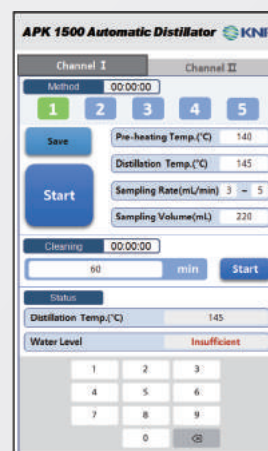 APK 1500 Automatic Distillator
Channel I Channel II
Method 00:00:00
1 2 3 4 5
Save
Start
Pre-heating Temp.(°C) 140
Distillation Temp.(°C) 145
Sampling Rate(mL/min) 3 - 5
Sampling Volume(mL) 220
Cleaning 00:00:00
60 min Start
Status
Distillation Temp.(°C) 145
Water Level Insufficient
1 2 3
4 5 6
7 8 9
0